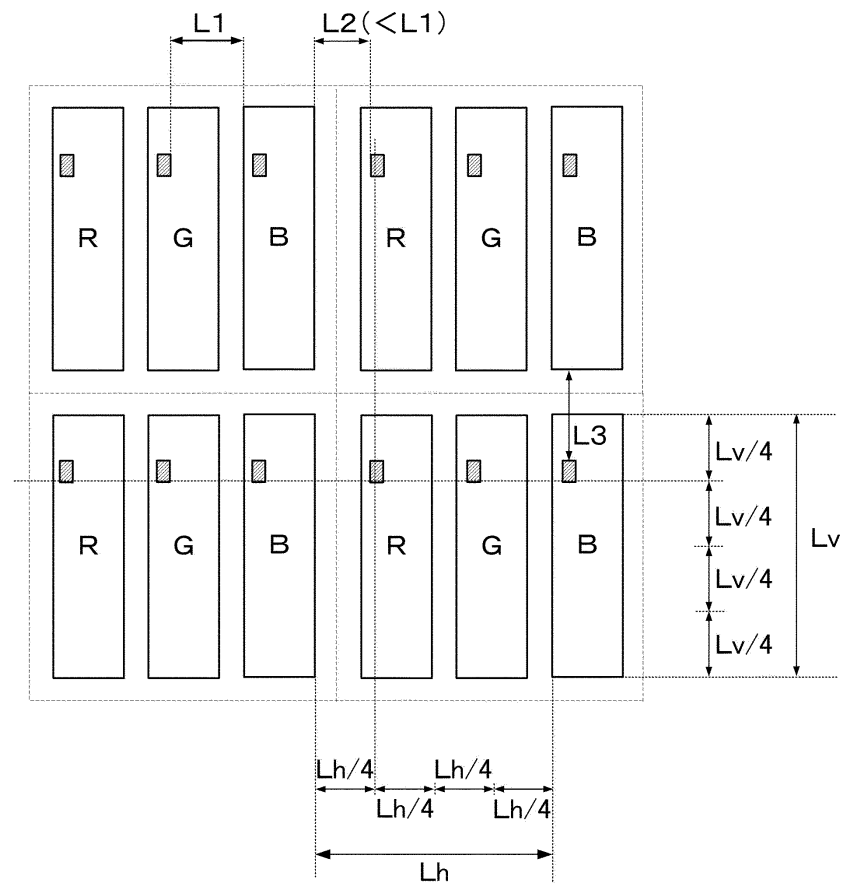 L1 L2(<L1)
R G B R G B
L3
Lv/4
R G B R G B
Lv/4
Lv
Lv/4
Lv/4
Lh/4 Lh/4
Lh/4 Lh/4
Lh